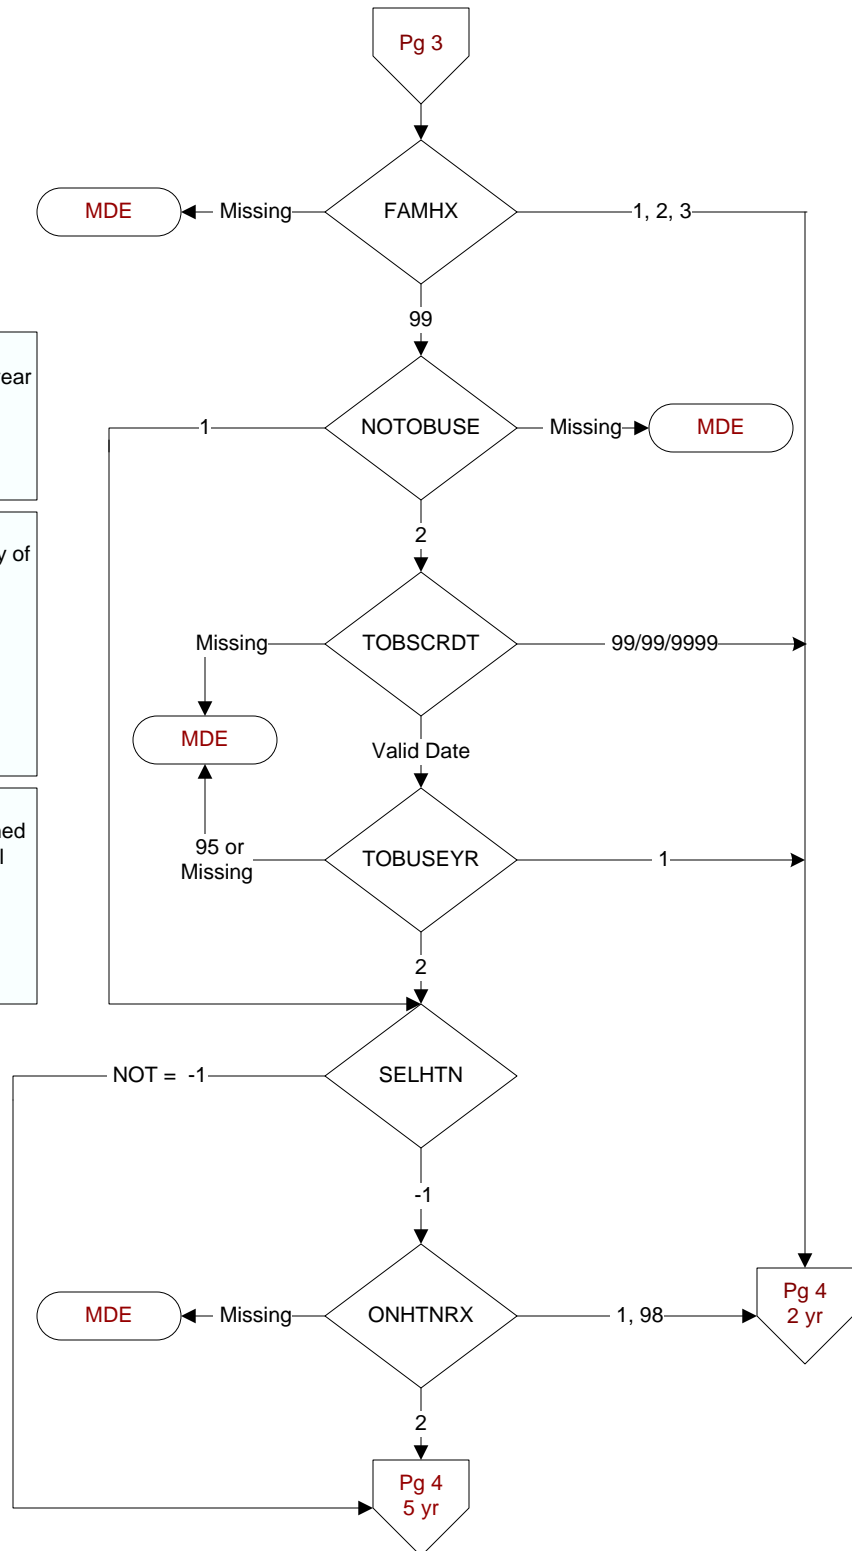 Pg 3
MDE
Missing
FAMHX
1, 2, 3
99
year
1
NOTOBUSE
Missing
MDE
2
y of
Missing
TOBSCRDT
99/99/9999
MDE
Valid Date
95 or
Missing
TOBUSEYR
1
2
NOT = -1
SELHTN
-1
MDE
Missing
ONHTNRX
1, 98
Pg 4
2 yr
2
Pg 4
5 yr